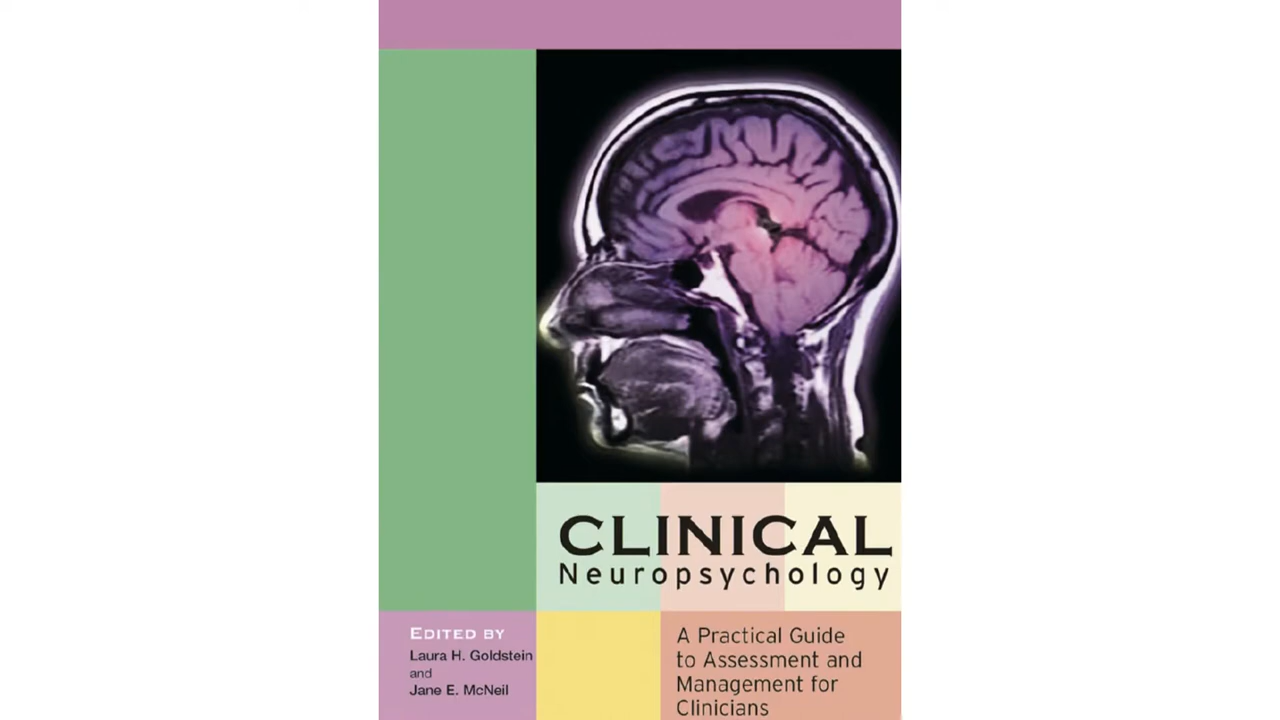 CLINICAL
Neuropsychology
EDITED BY
Laura H. Goldstein
and
Jane E. McNeil
A Practical Guide
to Assessment and
Management for
Clinicians